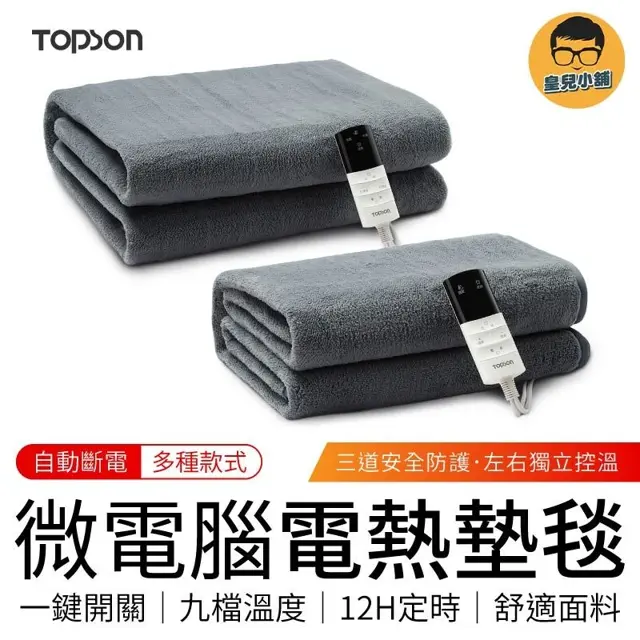 TOPSON
皇兒小舖
TOPSON
TOPSON
自動斷電 多種款式
三道安全防護·左右獨立控溫
微電腦電熱墊毯
一鍵開關|九檔溫度|12H定時|舒適面料